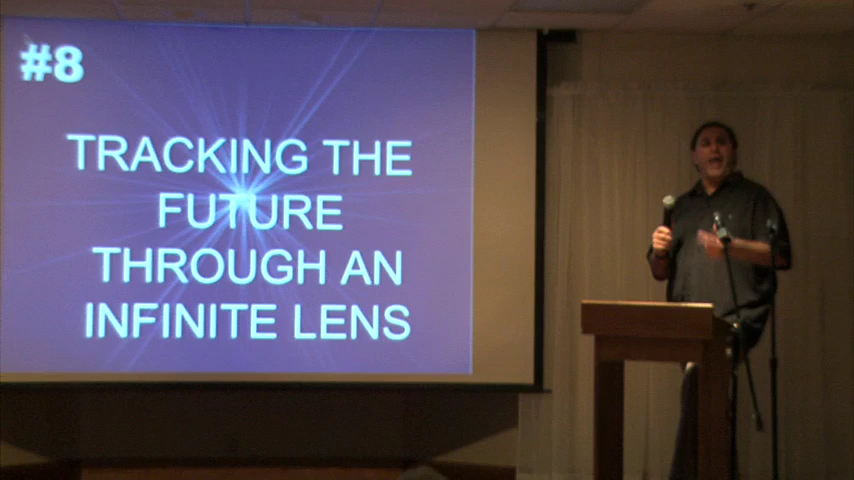 #8
TRACKING THE
FUTURE
THROUGH AN
INFINITE LENS